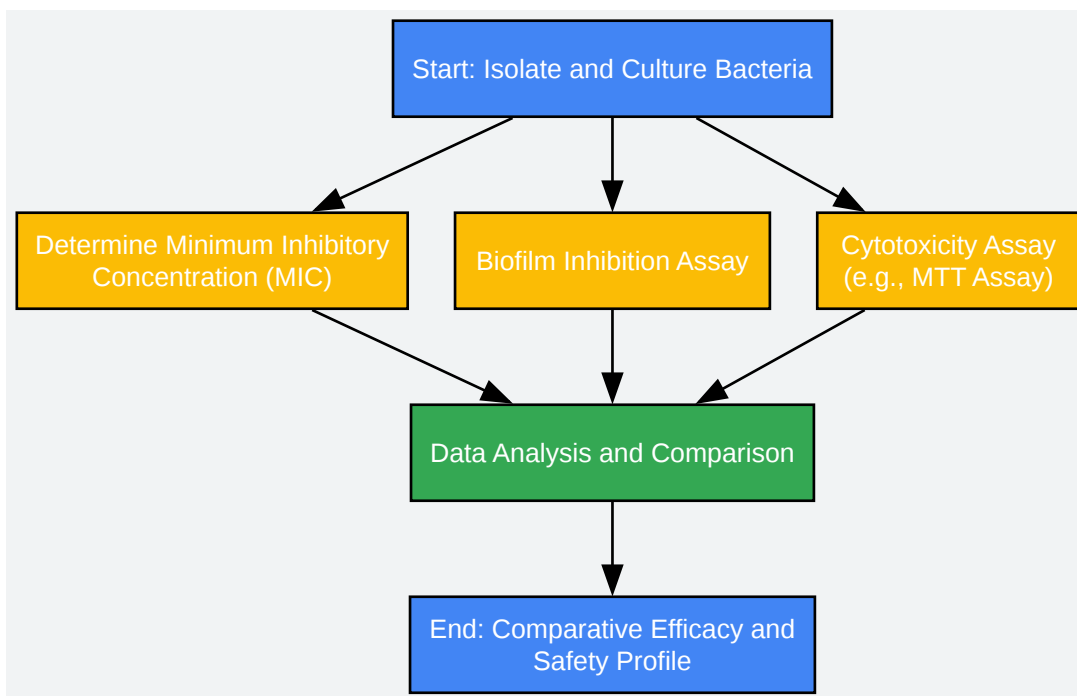 Start: Isolate and Culture Bacteria
Determine Minimum Inhibitory
Concentration (MIC)
Biofilm Inhibition Assay
Cytotoxicity Assay
(e.g., MTT Assay)
Data Analysis and Comparison
End: Comparative Efficacy and
Safety Profile